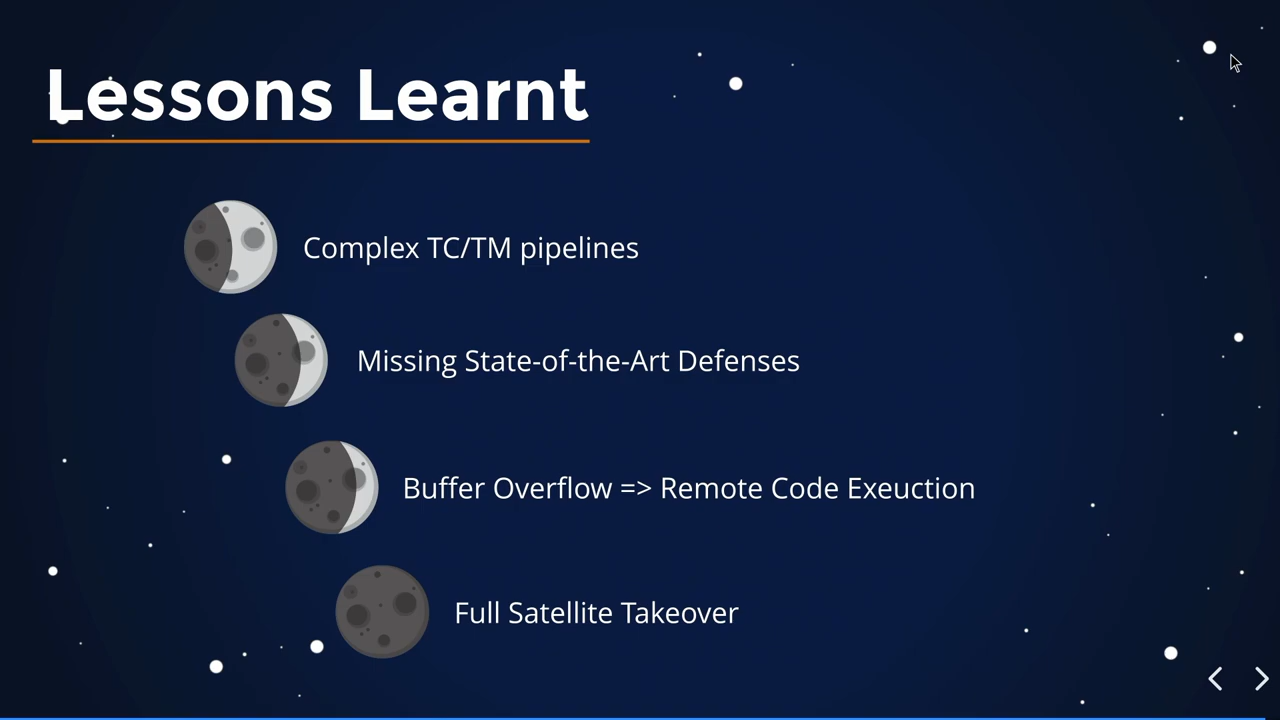 Lessons Learnt
Complex TC/TM pipelines
Missing State-of-the-Art Defenses
Buffer Overflow => Remote Code Exeuction
Full Satellite Takeover